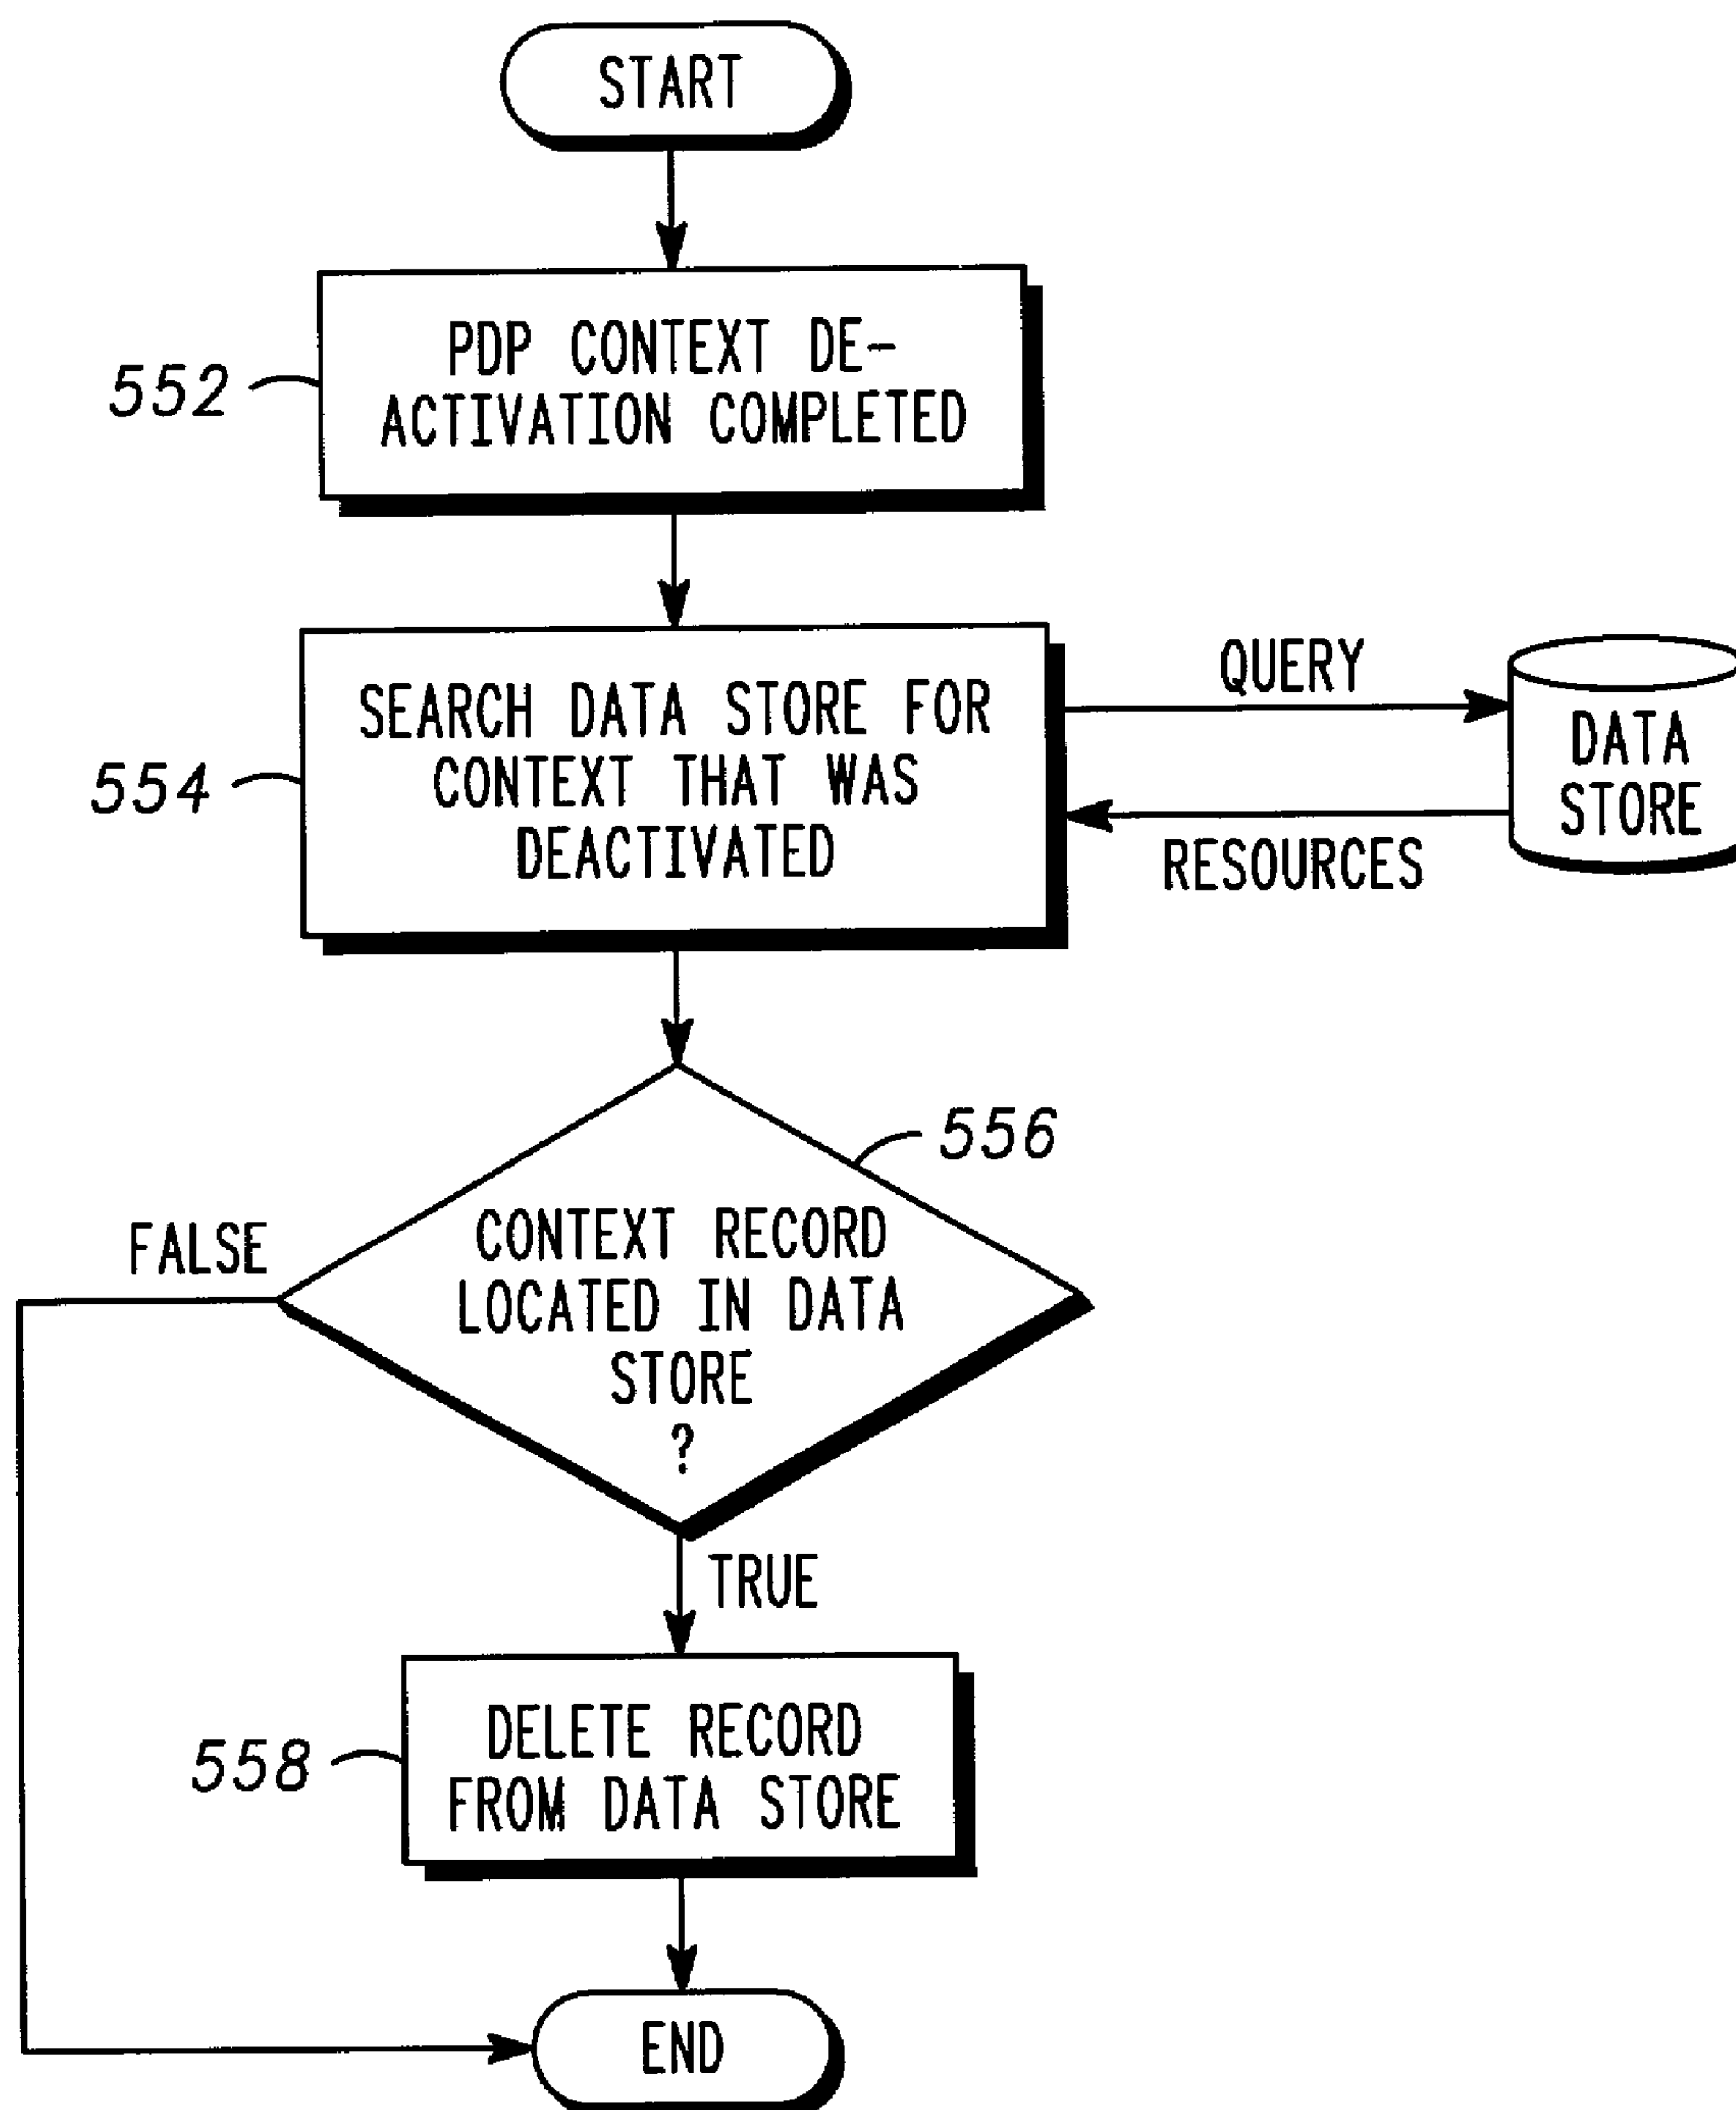 START
PDP CONTEXT DE-
ACTIVATION COMPLETED
552
SEARCH DATA STORE FOR
CONTEXT THAT WAS
DEACTIVATED
554
QUERY
RESOURCES
DATA
STORE
556
CONTEXT RECORD
LOCATED IN DATA
STORE
?
FALSE
TRUE
DELETE RECORD
FROM DATA STORE
558
END